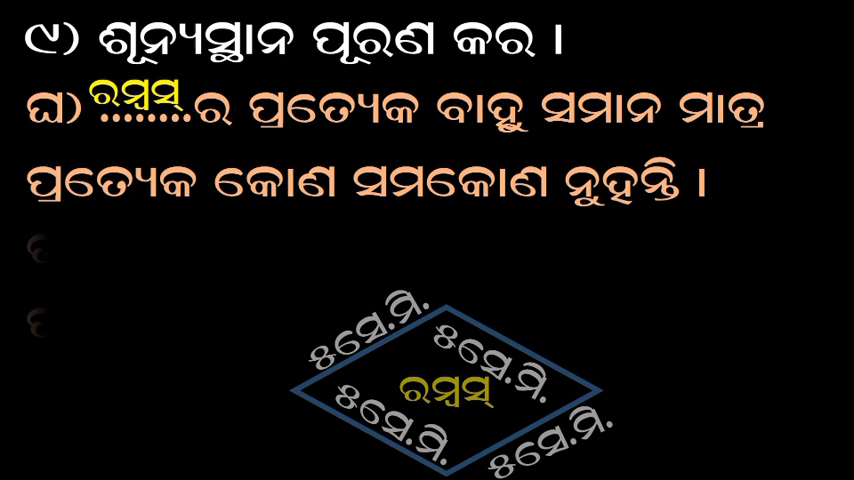 ୯) ଶୂନ୍ୟସ୍ଥାନ ପୂରଣ କର ।
ରମ୍ବସ୍
ଘ) ........ର ପ୍ରତ୍ୟେକ ବାହୁ ସମାନ ମାତ୍ର
ପ୍ରତ୍ୟେକ କୋଣ ସମକୋଣ ନୁହନ୍ତି ।
୫ସେ.ମି.
୫ସେ.ମି.
ରମ୍ବସ୍
୫ସେ.ମି.
୫ସେ.ମି.